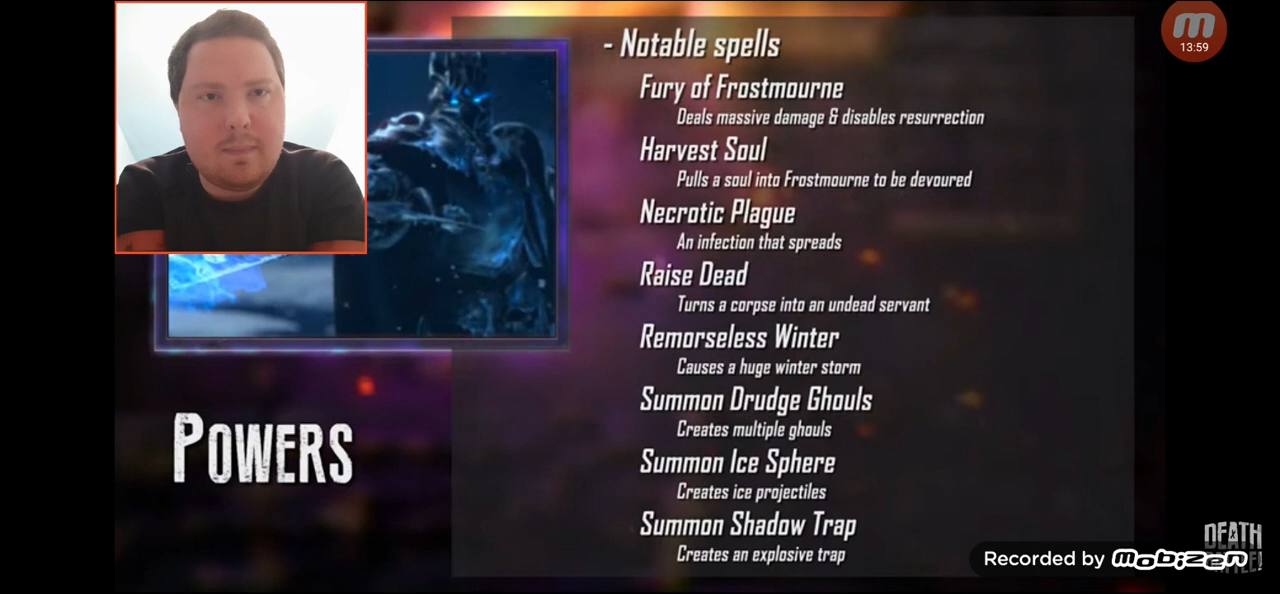 - Notable spells
Fury of Frostmourne
Deals massive damage & disables resurrection
Harvest Soul
Pulls a soul into Frostmourne to be devoured
Necrotic Plague
An infection that spreads
Raise Dead
Turns a corpse into an undead servant
Remorseless Winter
Causes a huge winter storm
Summon Drudge Ghouls
Creates multiple ghouls
Summon Ice Sphere
Creates ice projectiles
Summon Shadow Trap
Creates an explosive trap
POWERS
13:59
DEATH
Recorded by Mobizen